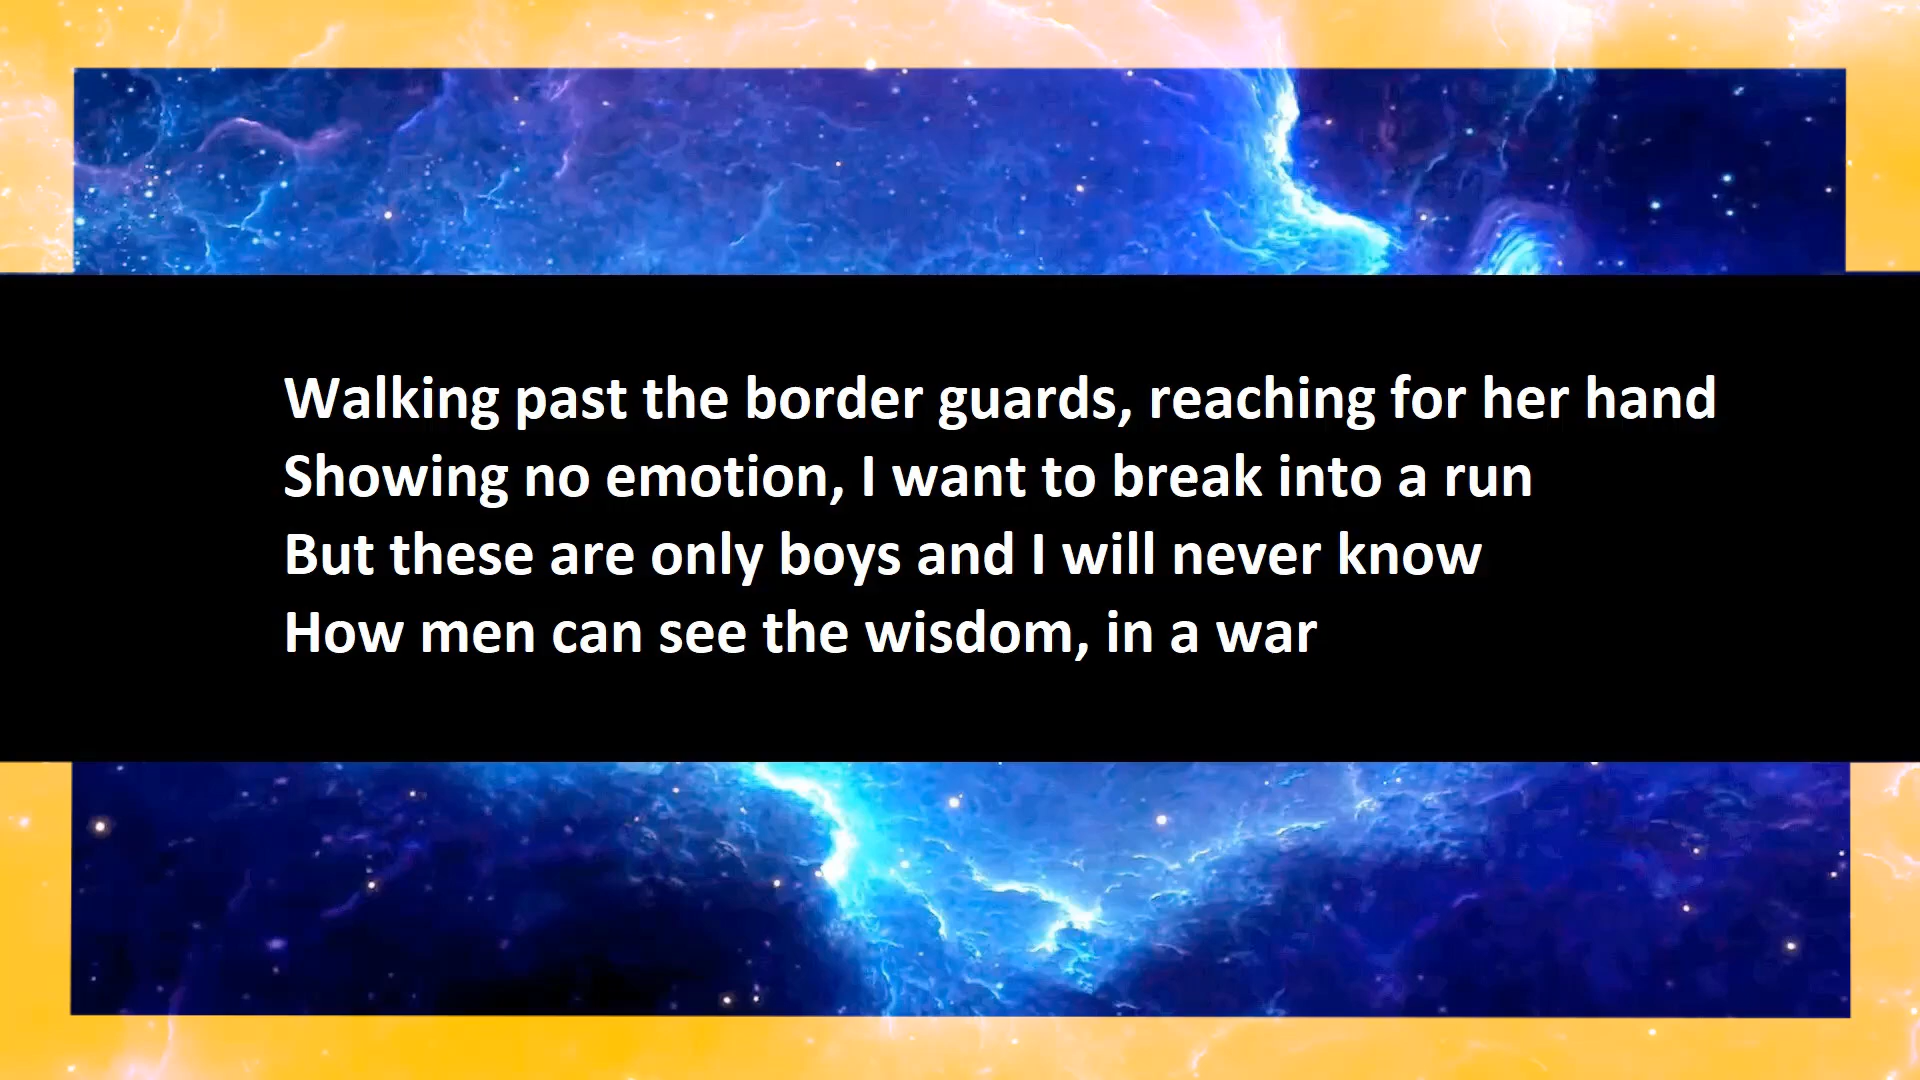 Walking past the border guards, reaching for her hand
Showing no emotion, I want to break into a run
But these are only boys and I will never know
How men can see the wisdom, in a war